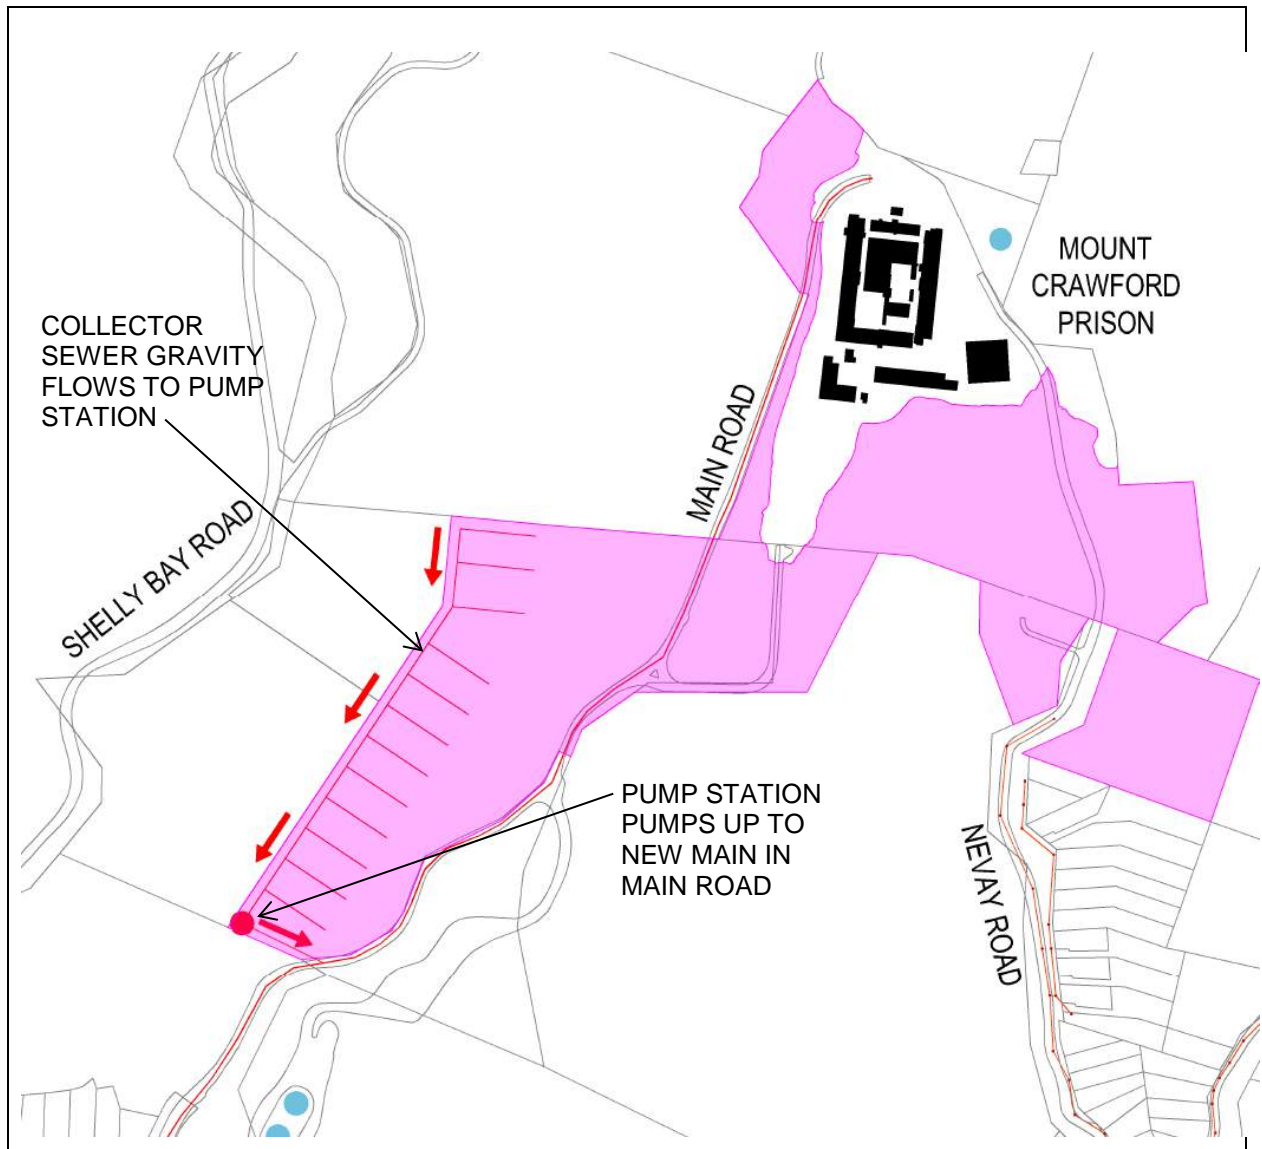 MOUNT
CRAWFORD
PRISON
COLLECTOR
SEWER GRAVITY
FLOWS TO PUMP
STATION
MAIN ROAD
SHELLY BAY ROAD
PUMP STATION
PUMPS UP TO
NEW MAIN IN
MAIN ROAD
NEVAY ROAD